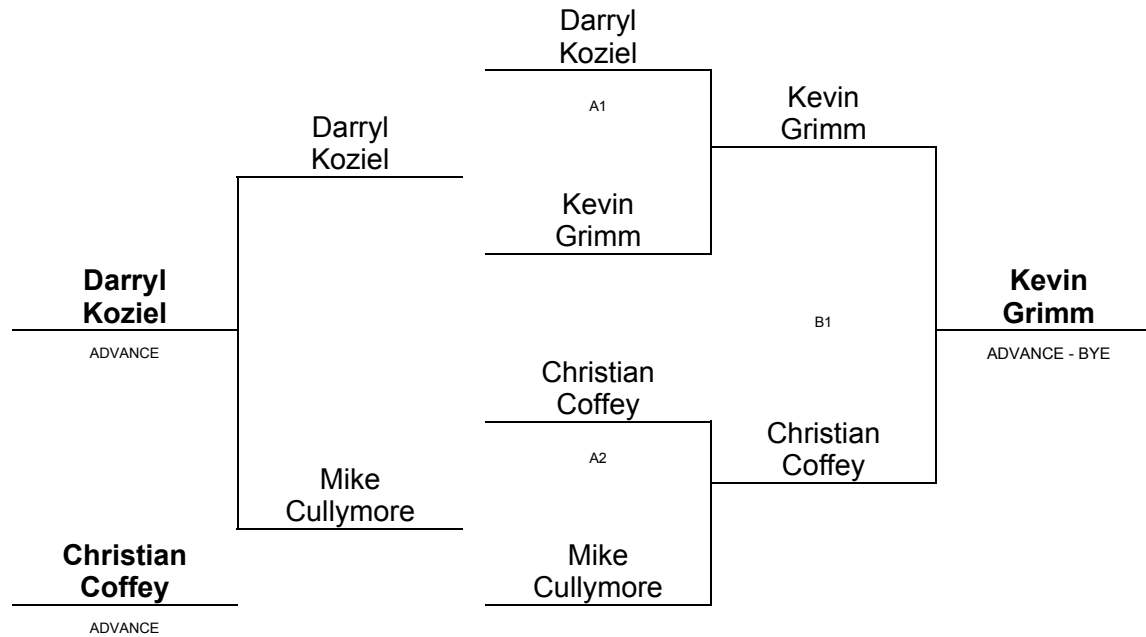 Darryl
Koziel
A1
Kevin
Grimm
Darryl
Koziel
Kevin
Grimm
Darryl
Koziel
ADVANCE
B1
Kevin
Grimm
ADVANCE - BYE
Christian
Coffey
A2
Christian
Coffey
Mike
Cullymore
Christian
Coffey
ADVANCE
Mike
Cullymore